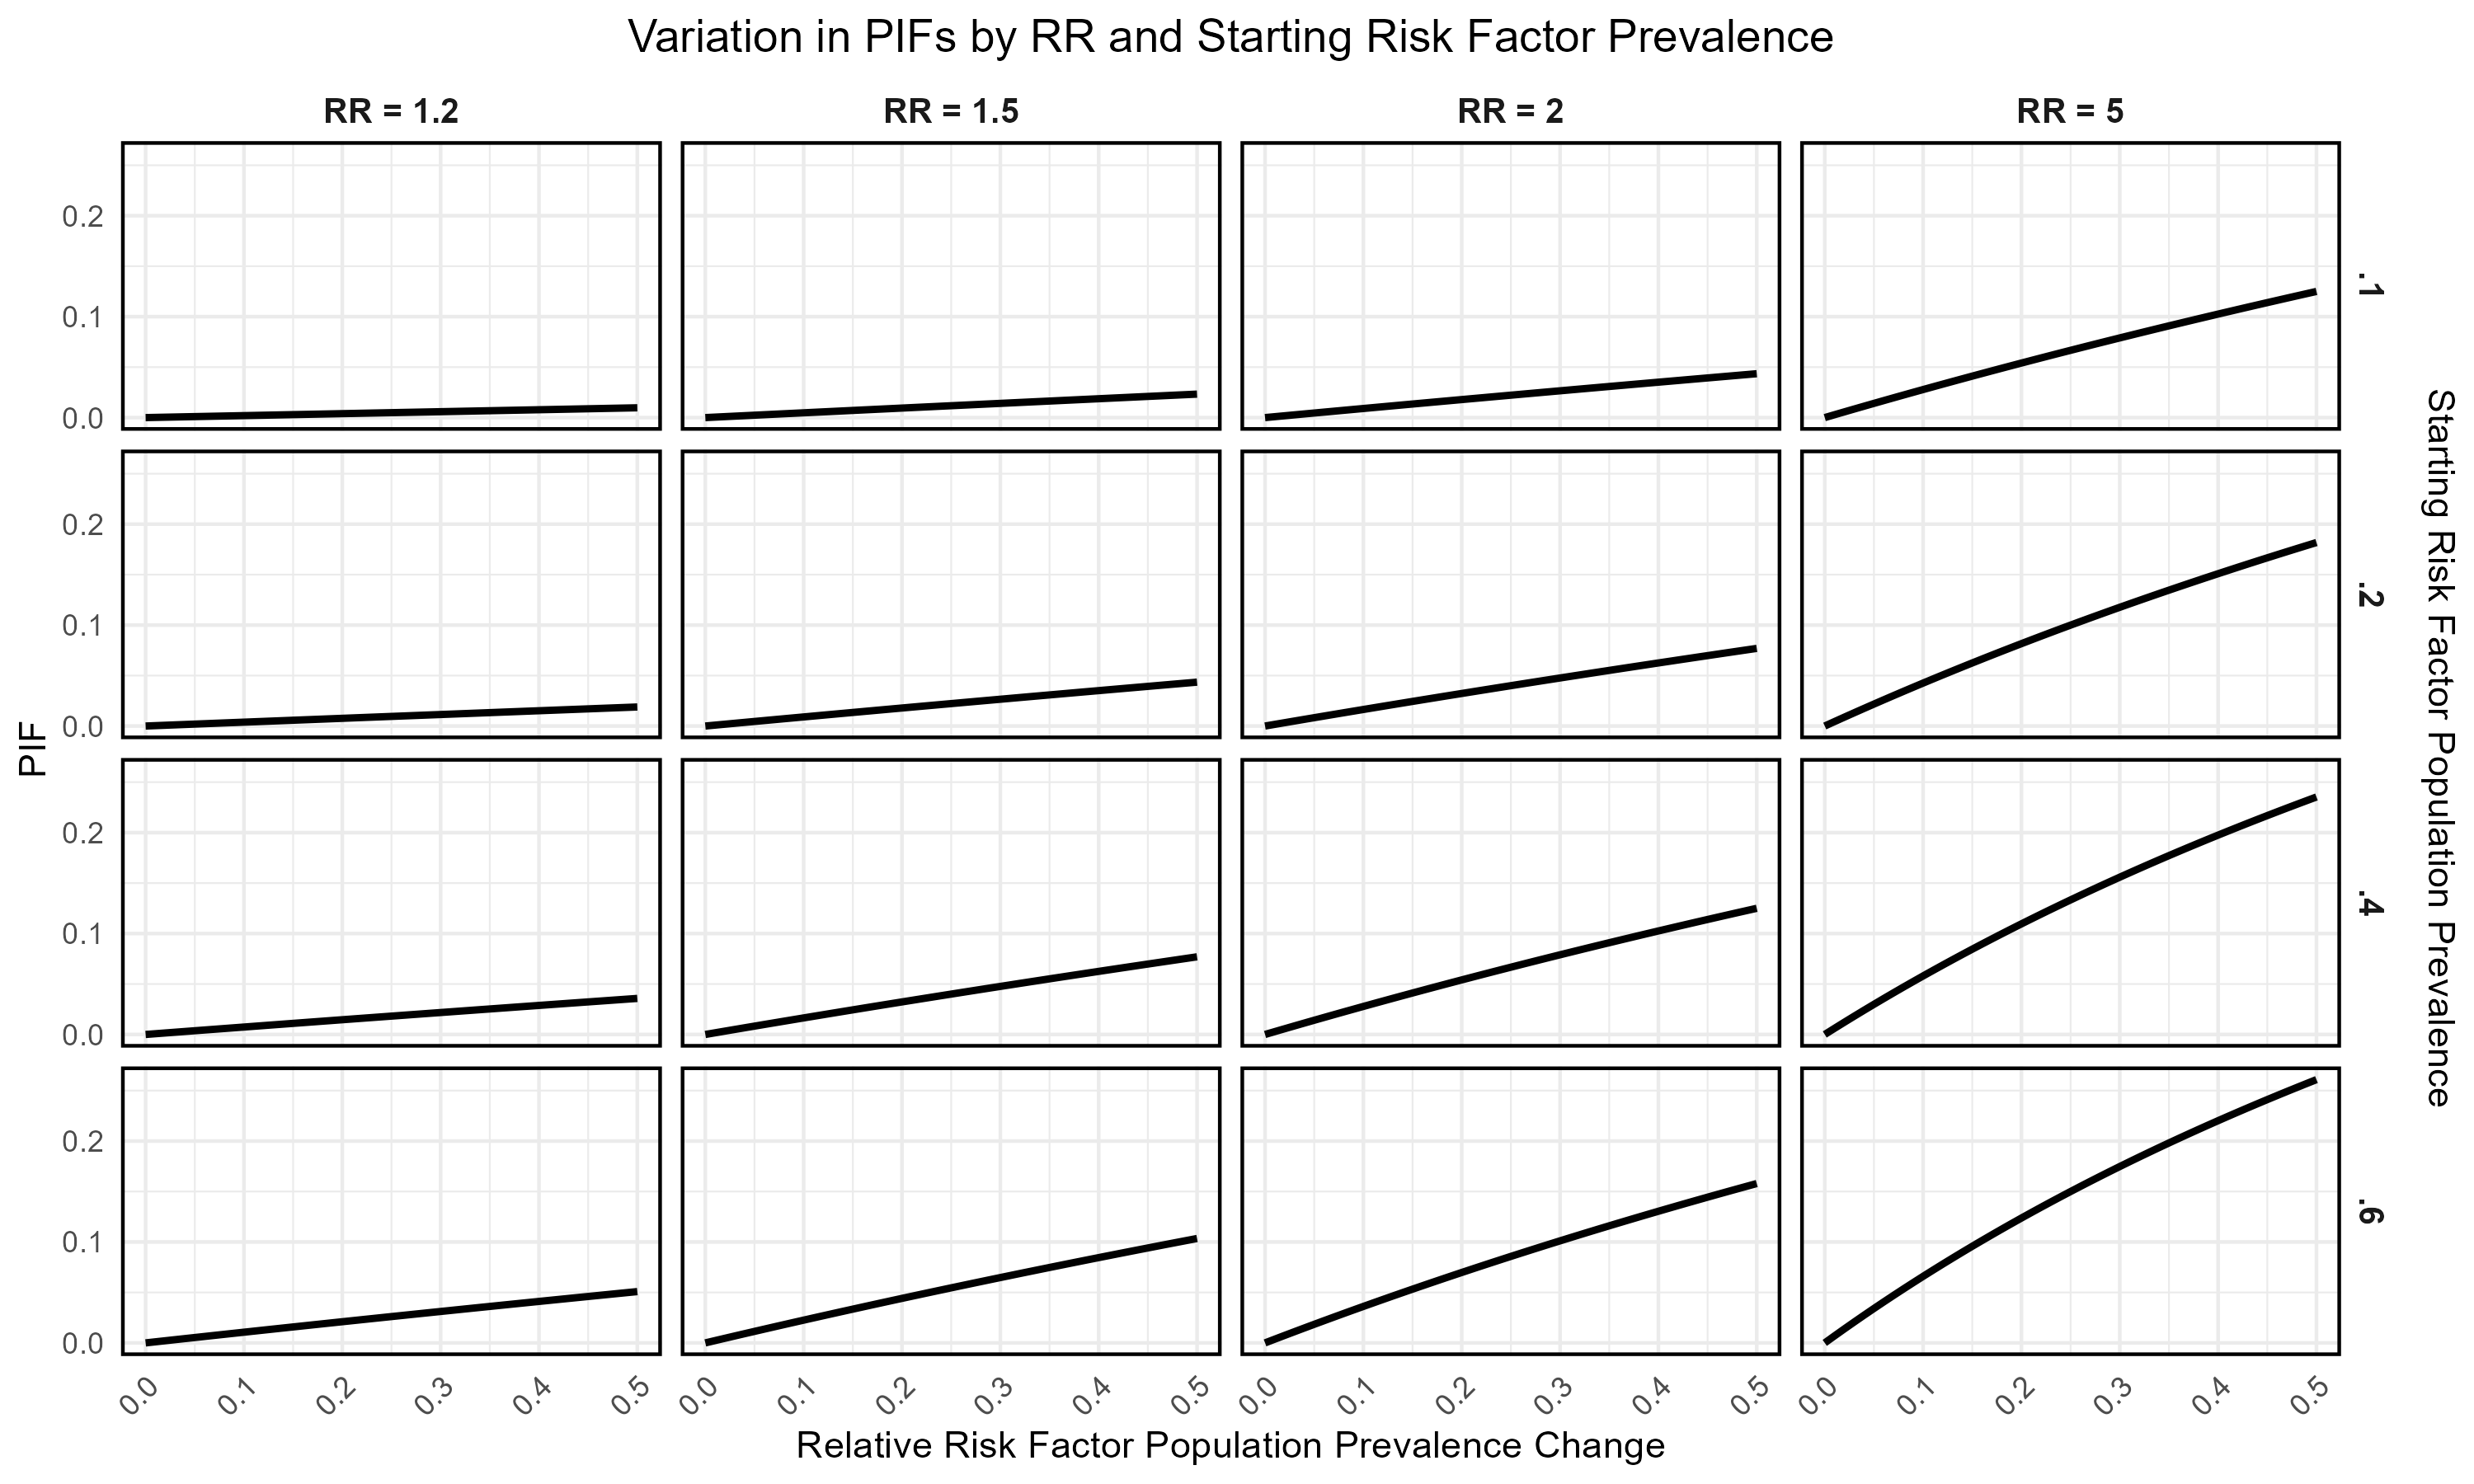 Variation in PIFs by RR and Starting Risk Factor Prevalence
RR = 1.2
RR = 1.5
RR = 2
RR = 5
0.2
0.1
0.0
.1
0.2
0.1
0.0
.2
0.2
0.1
0.0
.4
0.2
0.1
0.0
.6
PIF
Starting Risk Factor Population Prevalence
0.0 0.1 0.2 0.3 0.4 0.5
0.0 0.1 0.2 0.3 0.4 0.5
0.0 0.1 0.2 0.3 0.4 0.5
0.0 0.1 0.2 0.3 0.4 0.5
Relative Risk Factor Population Prevalence Change